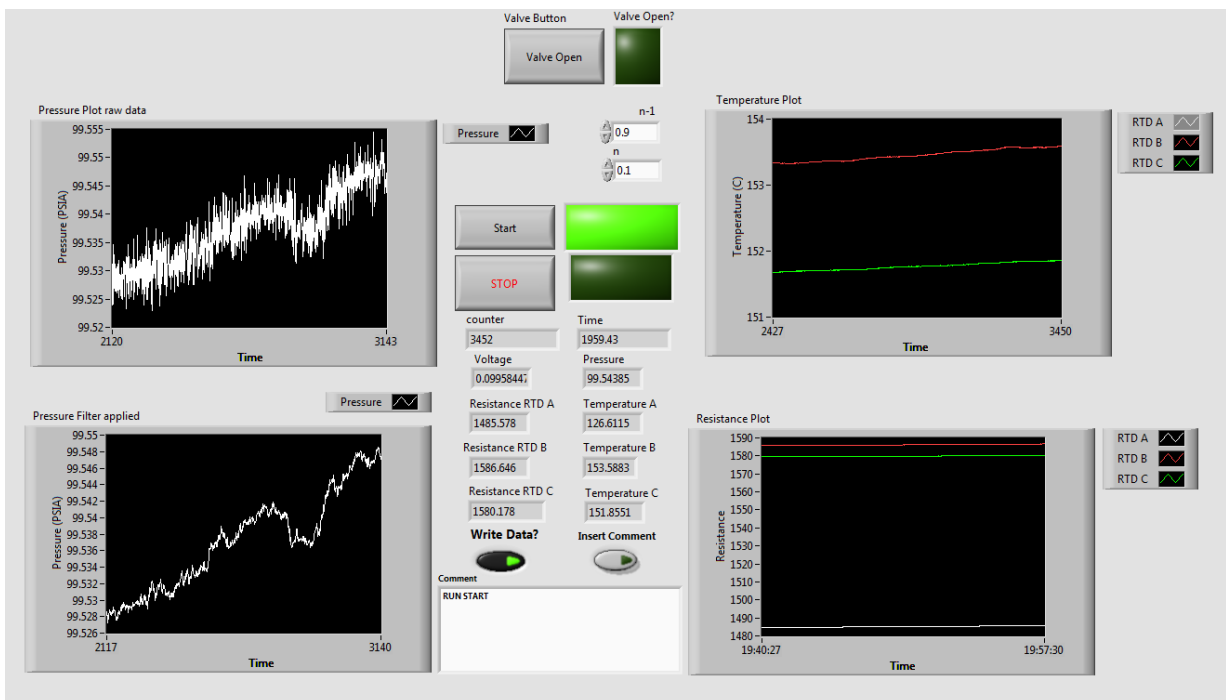 Valve Button
Valve Open?
Valve Open
Pressure Plot raw data
99.555
99.55
99.545
99.54
99.535
99.53
99.525
99.52
Pressure (PSIA)
2120
3143
Time
Pressure
n-1
0.9
n
0.1
Temperature Plot
154
153
152
151
Temperature (C)
2427
3450
Time
RTD A
RTD B
RTD C
Start
STOP
counter
Time
3452
1959.43
Voltage
Pressure
0.09958447
99.54385
Resistance RTD A
Temperature A
1485.578
126.6115
Resistance RTD B
Temperature B
1586.646
153.5883
Resistance RTD C
Temperature C
1580.178
151.8551
Write Data?
Insert Comment
Comment
RUN START
Pressure
Pressure Filter applied
99.55
99.548
99.546
99.544
99.542
99.54
99.538
99.536
99.534
99.532
99.53
99.528
99.526
Pressure (PSIA)
2117
3140
Time
Resistance Plot
1590
1580
1570
1560
1550
1540
1530
1520
1510
1500
1490
1480
Resistance
19:40:27
19:57:30
Time
RTD A
RTD B
RTD C